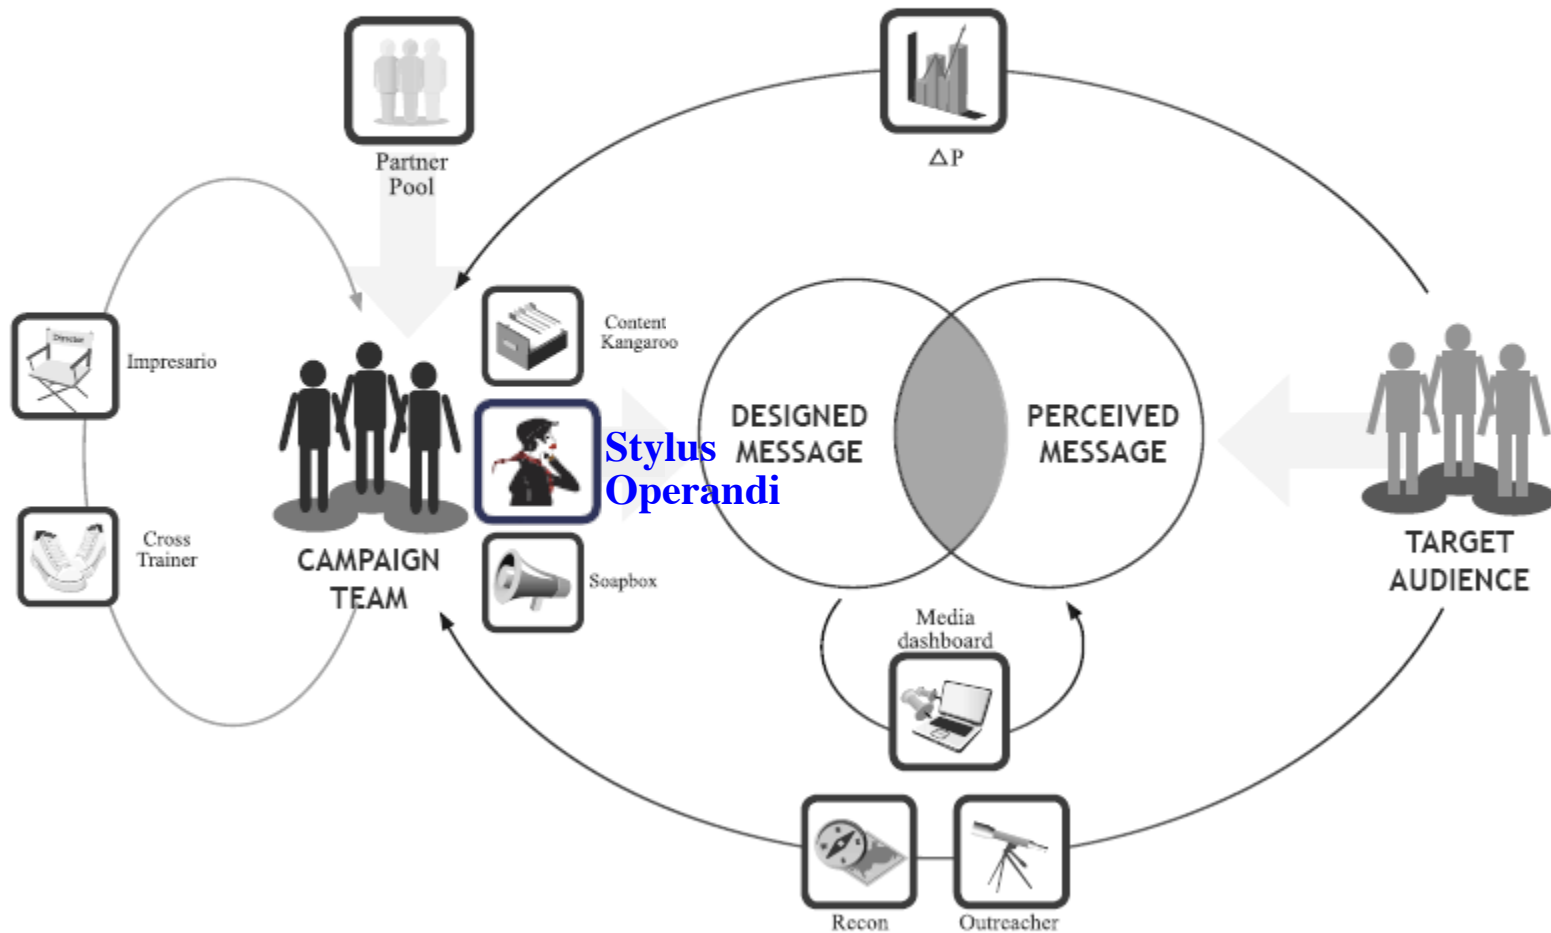 Partner
Pool
△P
Director
Impresario
Content
Kangaroo
Stylus
Operandi
DESIGNED
MESSAGE
PERCEIVED
MESSAGE
Cross
Trainer
CAMPAIGN
TEAM
Soapbox
TARGET
AUDIENCE
Media
dashboard
Recon
Outreacher